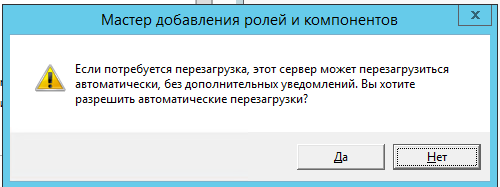 Мастер добавления ролей и компонентов
Если потребуется перезагрузка, этот сервер может перезагрузиться
автоматически, без дополнительных уведомлений. Вы хотите
разрешить автоматические перезагрузки?
Да
Нет